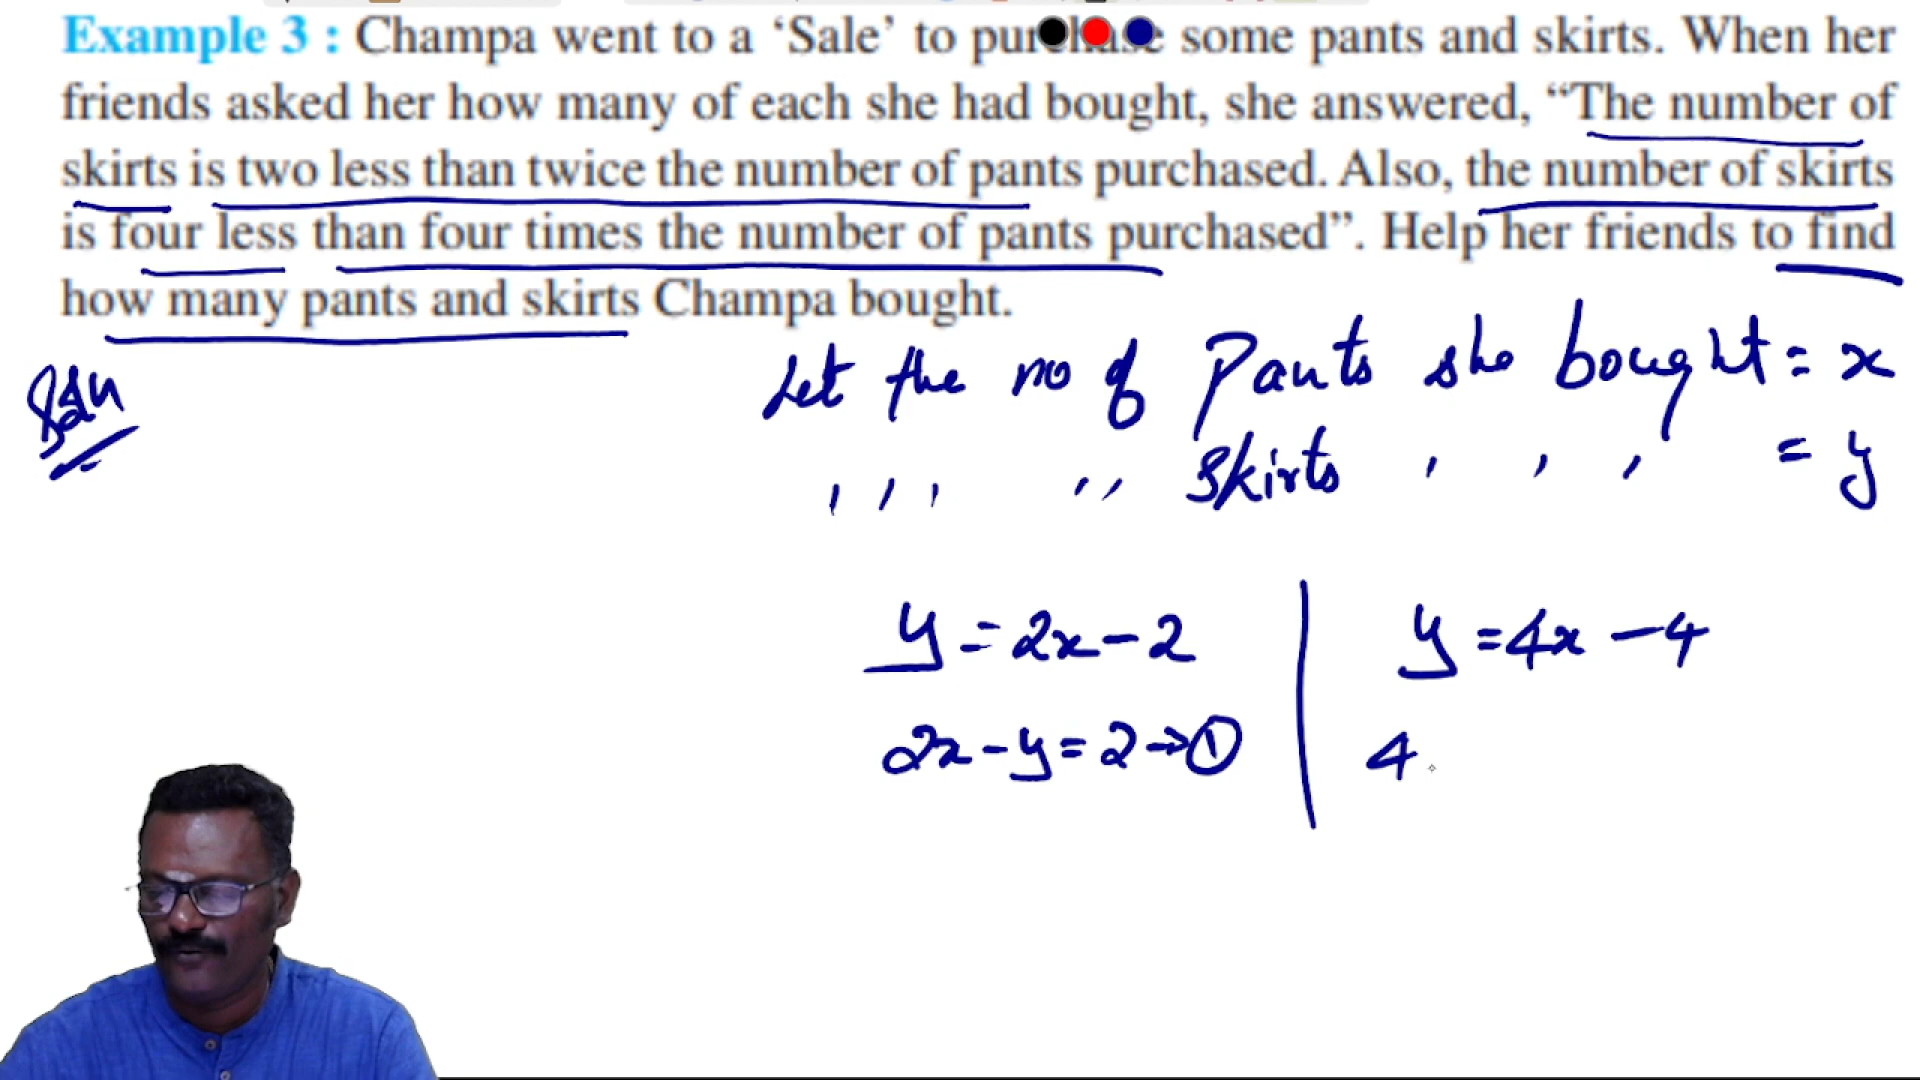 Example 3 : Champa went to a ‘Sale’ to purchase some pants and skirts. When her
friends asked her how many of each she had bought, she answered, “The number of
skirts is two less than twice the number of pants purchased. Also, the number of skirts
is four less than four times the number of pants purchased”. Help her friends to find
how many pants and skirts Champa bought.
Soln
Let the no of Pants she bought = x
,,, ,, Skirts , , , = y
y = 2x - 2
y = 4x - 4
2x - y = 2 → ①
4